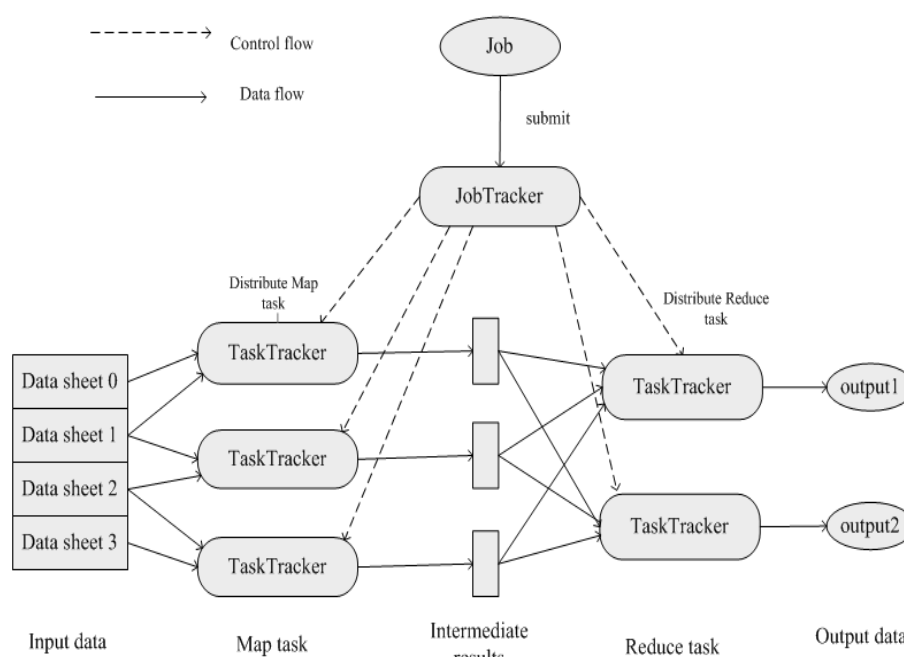 Control flow
Data flow
Job
submit
JobTracker
Distribute Map
task
Distribute Reduce
task
TaskTracker
TaskTracker
TaskTracker
TaskTracker
TaskTracker
Data sheet 0
Data sheet 1
Data sheet 2
Data sheet 3
output1
output2
Input data
Map task
Intermediate
results
Reduce task
Output data